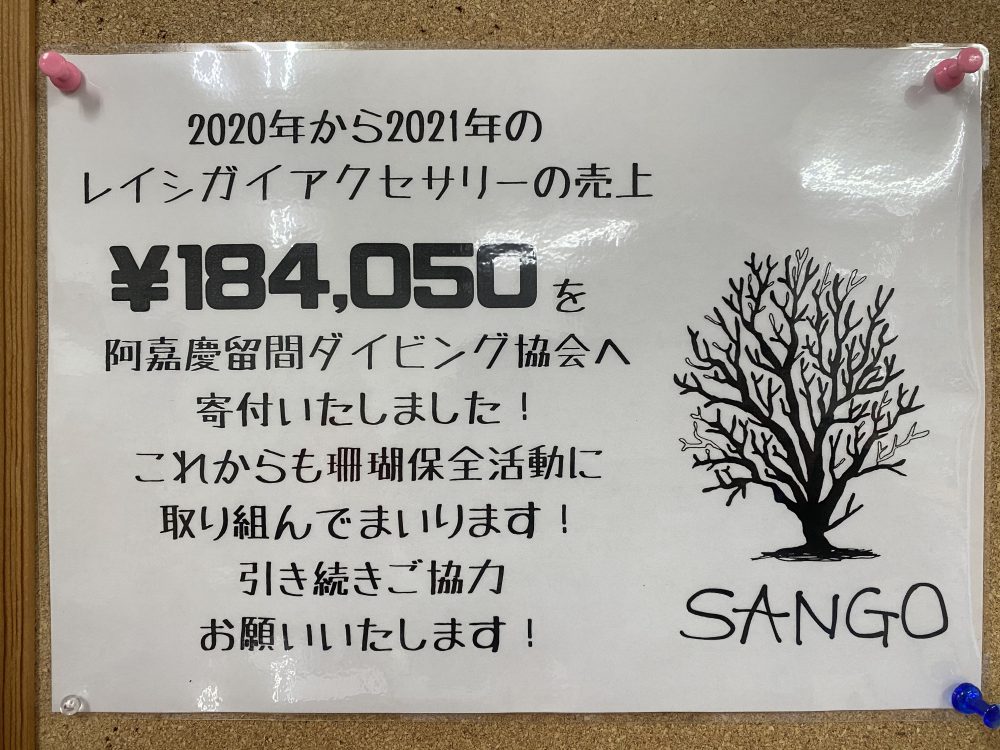 2020年から2021年の
レイシガイアクセサリーの売上
¥184,050を
阿嘉慶留間ダイビング協会へ
寄付いたしました！
これからも珊瑚保全活動に
取り組んでまいります！
引き続きご協力
お願いいたします！
SANGO